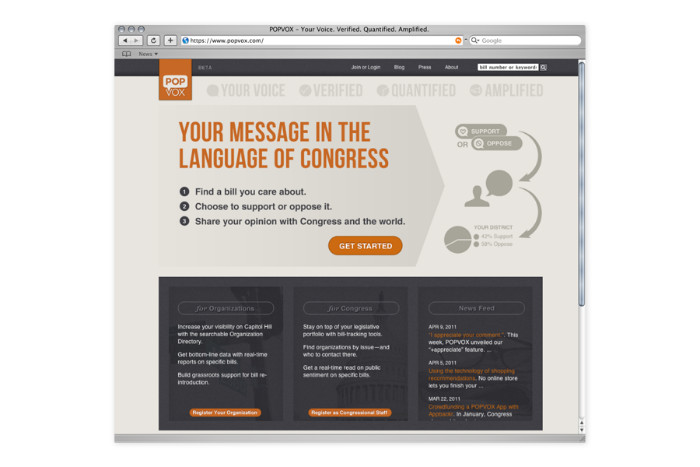 POPVOX – Your Voice. Verified. Quantified. Amplified.
https://www.popvox.com/
Google
News
POP
VOX
BETA
Join or Login
Blog
Press
About
bill number or keyword
YOUR VOICE
VERIFIED
QUANTIFIED
AMPLIFIED
YOUR MESSAGE IN THE
LANGUAGE OF CONGRESS
1 Find a bill you care about.
2 Choose to support or oppose it.
3 Share your opinion with Congress and the world.
GET STARTED
SUPPORT
OR OPPOSE
YOUR DISTRICT
42% Support
58% Oppose
for Organizations
Increase your visibility on Capitol Hill
with the searchable Organization
Directory.
Get bottom-line data with real-time
reports on specific bills.
Build grassroots support for bill re-
introduction.
Register Your Organization
for Congress
Stay on top of your legislative
portfolio with bill-tracking tools.
Find organizations by issue—and
who to contact there.
Get a real-time read on public
sentiment on specific bills.
Register as Congressional Staff
News Feed
APR 9, 2011
"I appreciate your comment.". This
week, POPVOX unveiled our
"+appreciate" feature. ...
APR 5, 2011
Using the technology of shopping
recommendations. No online store
lets you finish your ...
MAR 22, 2011
Crowdfunding a POPVOX App with
AppBackr. In January, Congress